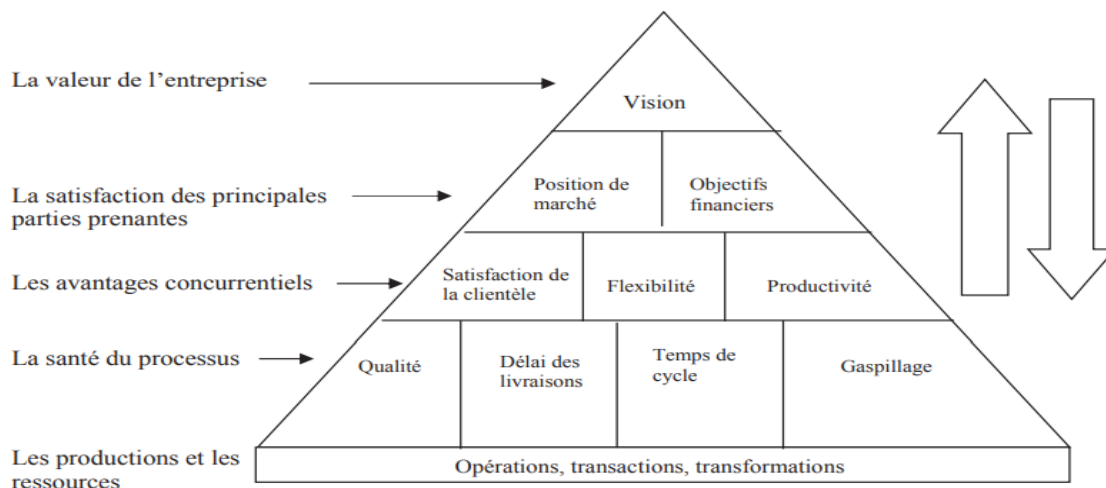 La valeur de l'entreprise
Vision
La satisfaction des principales
parties prenantes
Position de
marché
Objectifs
financiers
Les avantages concurrentiels
Satisfaction de
la clientèle
Flexibilité
Productivité
La santé du processus
Qualité
Délai des
livraisons
Temps de
cycle
Gaspillage
Les productions et les
ressources
Opérations, transactions, transformations